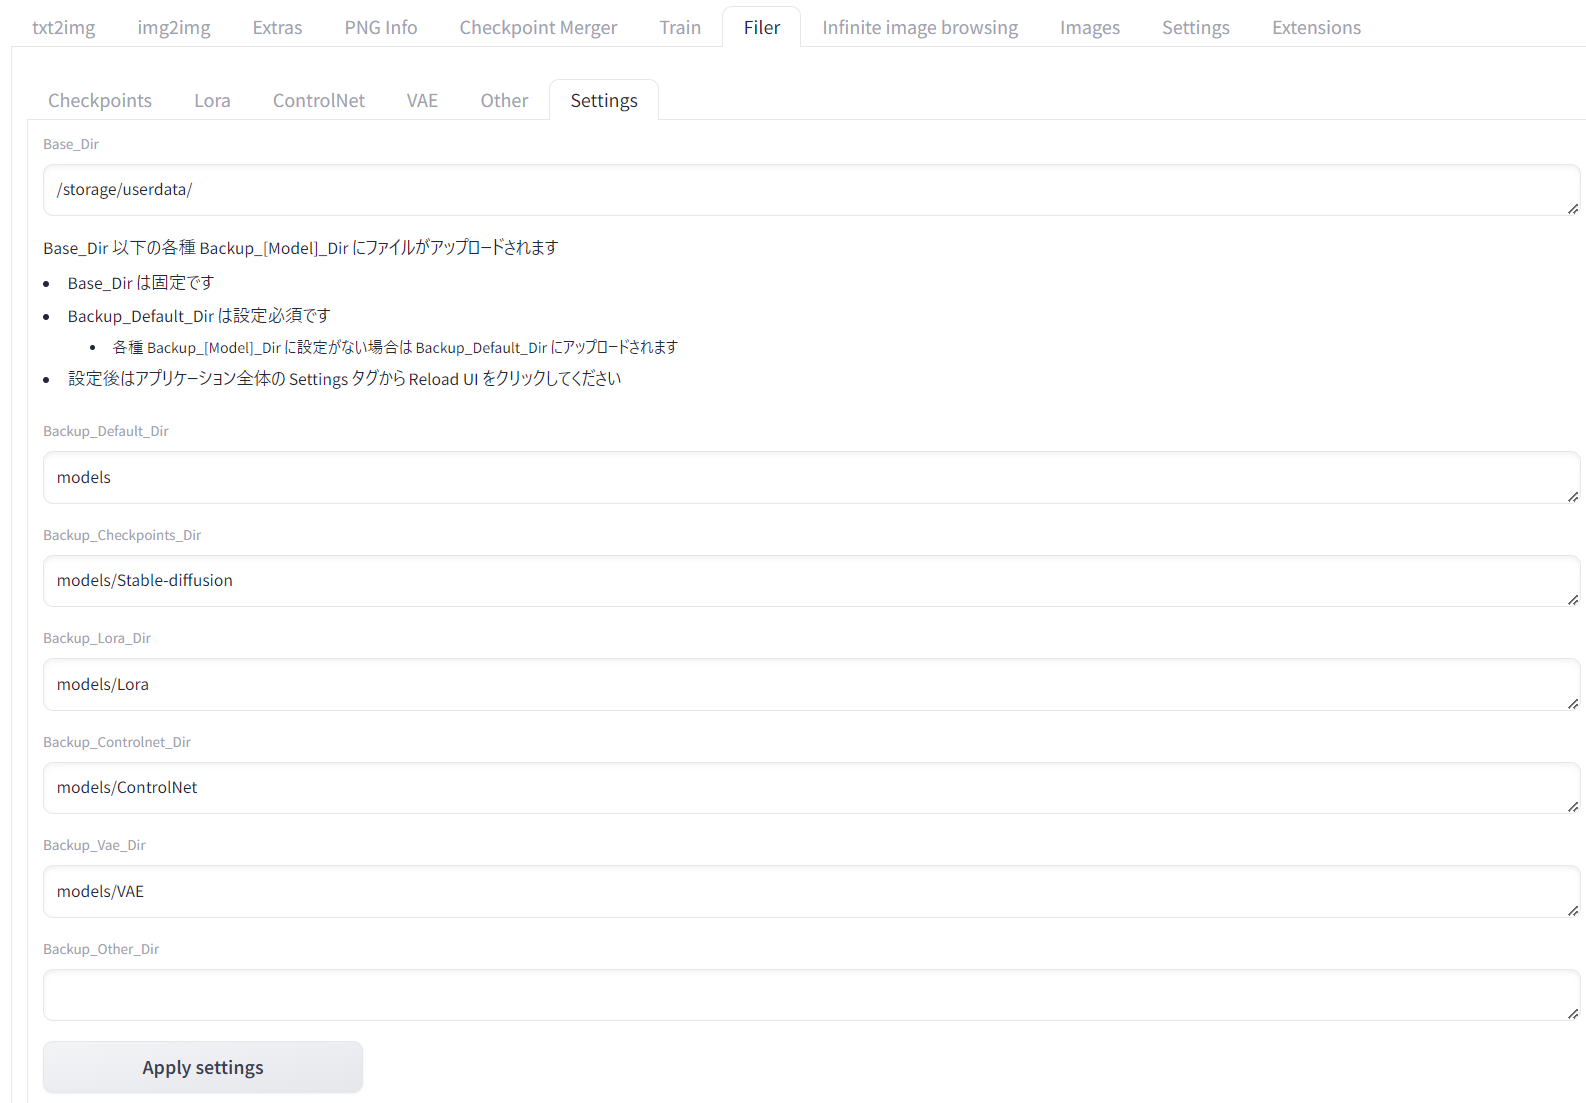 txt2img img2img Extras PNG Info Checkpoint Merger Train Filer Infinite image browsing Images Settings Extensions
Checkpoints Lora ControlNet VAE Other Settings
Base_Dir
/storage/userdata/
Base_Dir 以下の各種 Backup_[Model]_Dir にファイルがアップロードされます
• Base_Dir は固定です
• Backup_Default_Dir は設定必須です
• 各種 Backup_[Model]_Dir に設定がない場合は Backup_Default_Dir にアップロードされます
• 設定後はアプリケーション全体の Settings タグから Reload UI をクリックしてください
Backup_Default_Dir
models
Backup_Checkpoints_Dir
models/Stable-diffusion
Backup_Lora_Dir
models/Lora
Backup_Controlnet_Dir
models/ControlNet
Backup_Vae_Dir
models/VAE
Backup_Other_Dir
Apply settings